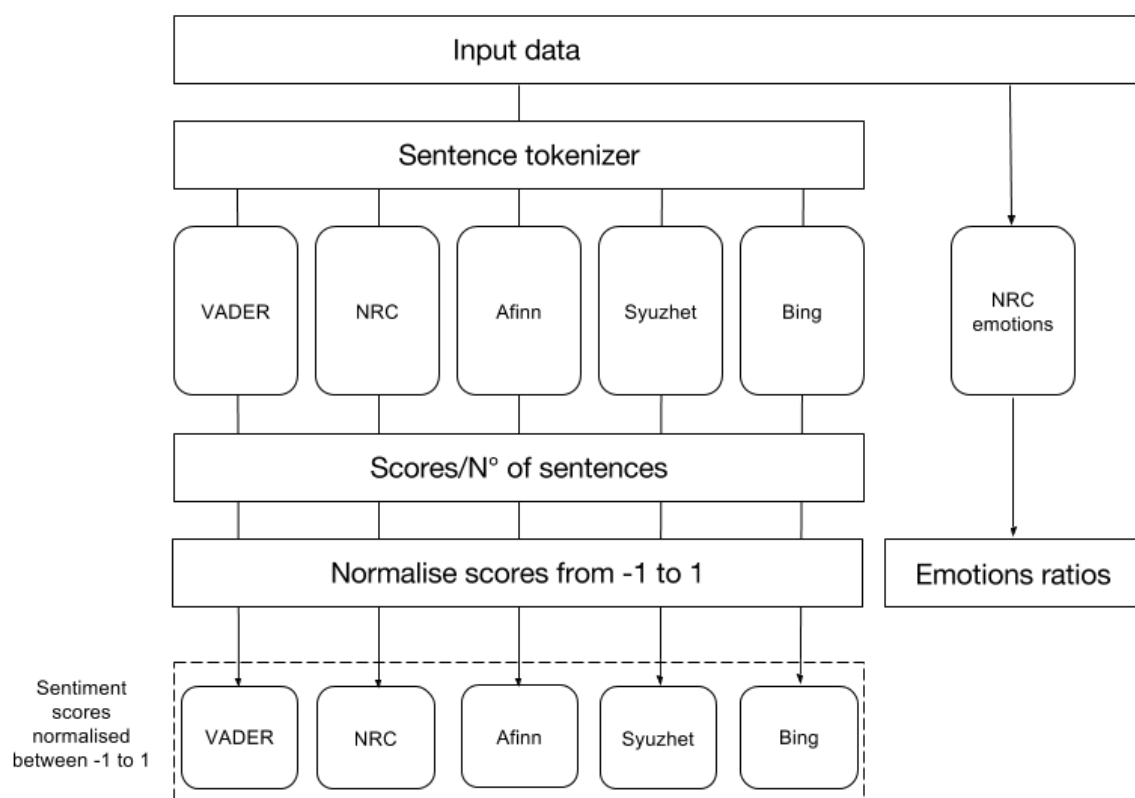 Input data
Sentence tokenizer
VADER
NRC
Afinn
Syuzhet
Bing
NRC
emotions
Scores/N° of sentences
Normalise scores from -1 to 1
Emotions ratios
Sentiment
scores
normalised
between -1 to 1
VADER
NRC
Afinn
Syuzhet
Bing